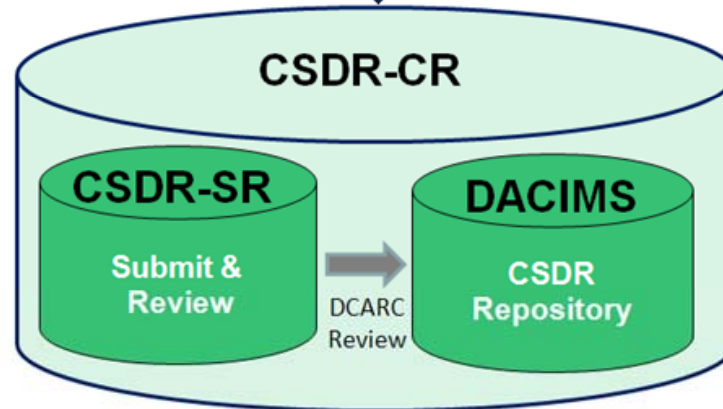 CSDR-CR
CSDR-SR
Submit &
Review
DCARC
Review
DACIMS
CSDR
Repository